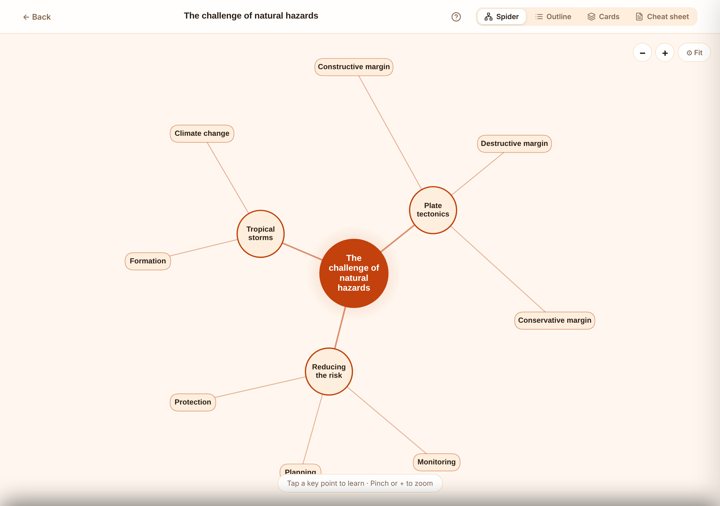 ← Back
The challenge of natural hazards
Spider
Outline
Cards
Cheat sheet
Fit
Constructive margin
Climate change
Destructive margin
Plate
tectonics
Tropical
storms
Formation
The
challenge of
natural
hazards
Conservative margin
Reducing
the risk
Protection
Monitoring
Planning
Tap a key point to learn · Pinch or + to zoom